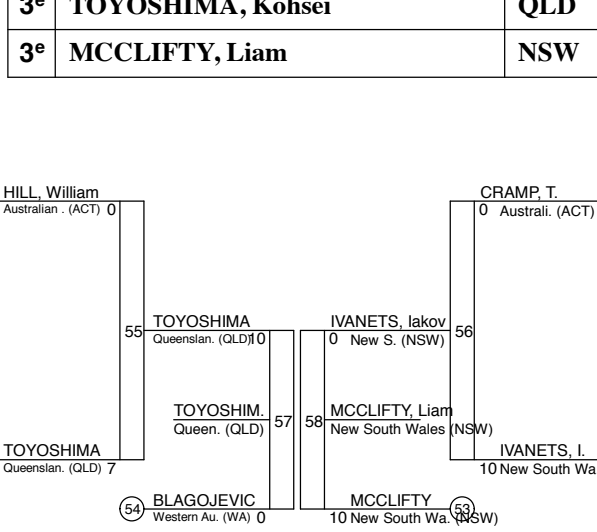 3e TOYOSHIMA, Kohsei QLD
3e MCCLIFTY, Liam NSW
HILL, William
Australian . (ACT) 0
CRAMP, T.
0 Australi. (ACT)
55
TOYOSHIMA
Queenslan. (QLD) 10
IVANETS, Iakov
0 New S. (NSW)
56
TOYOSHIM.
Queen. (QLD)
57
58
MCCLIFTY, Liam
New South Wales (NSW)
TOYOSHIMA
Queenslan. (QLD) 7
IVANETS, I.
10 New South Wa
54
BLAGOJEVIC
Western Au. (WA) 0
MCCLIFTY
10 New South Wa. (NSW)
53